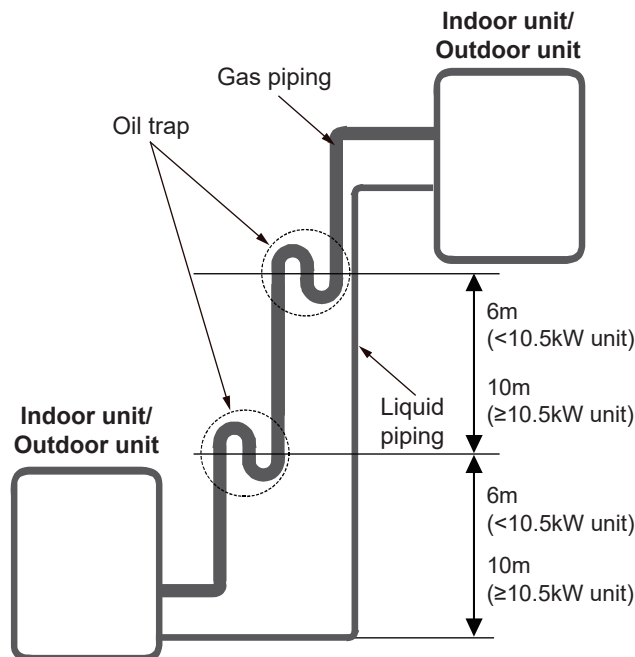 Indoor unit/
Outdoor unit
Gas piping
Oil trap
6m
(<10.5kW unit)
10m
(≥10.5kW unit)
Liquid
piping
Indoor unit/
Outdoor unit
6m
(<10.5kW unit)
10m
(≥10.5kW unit)